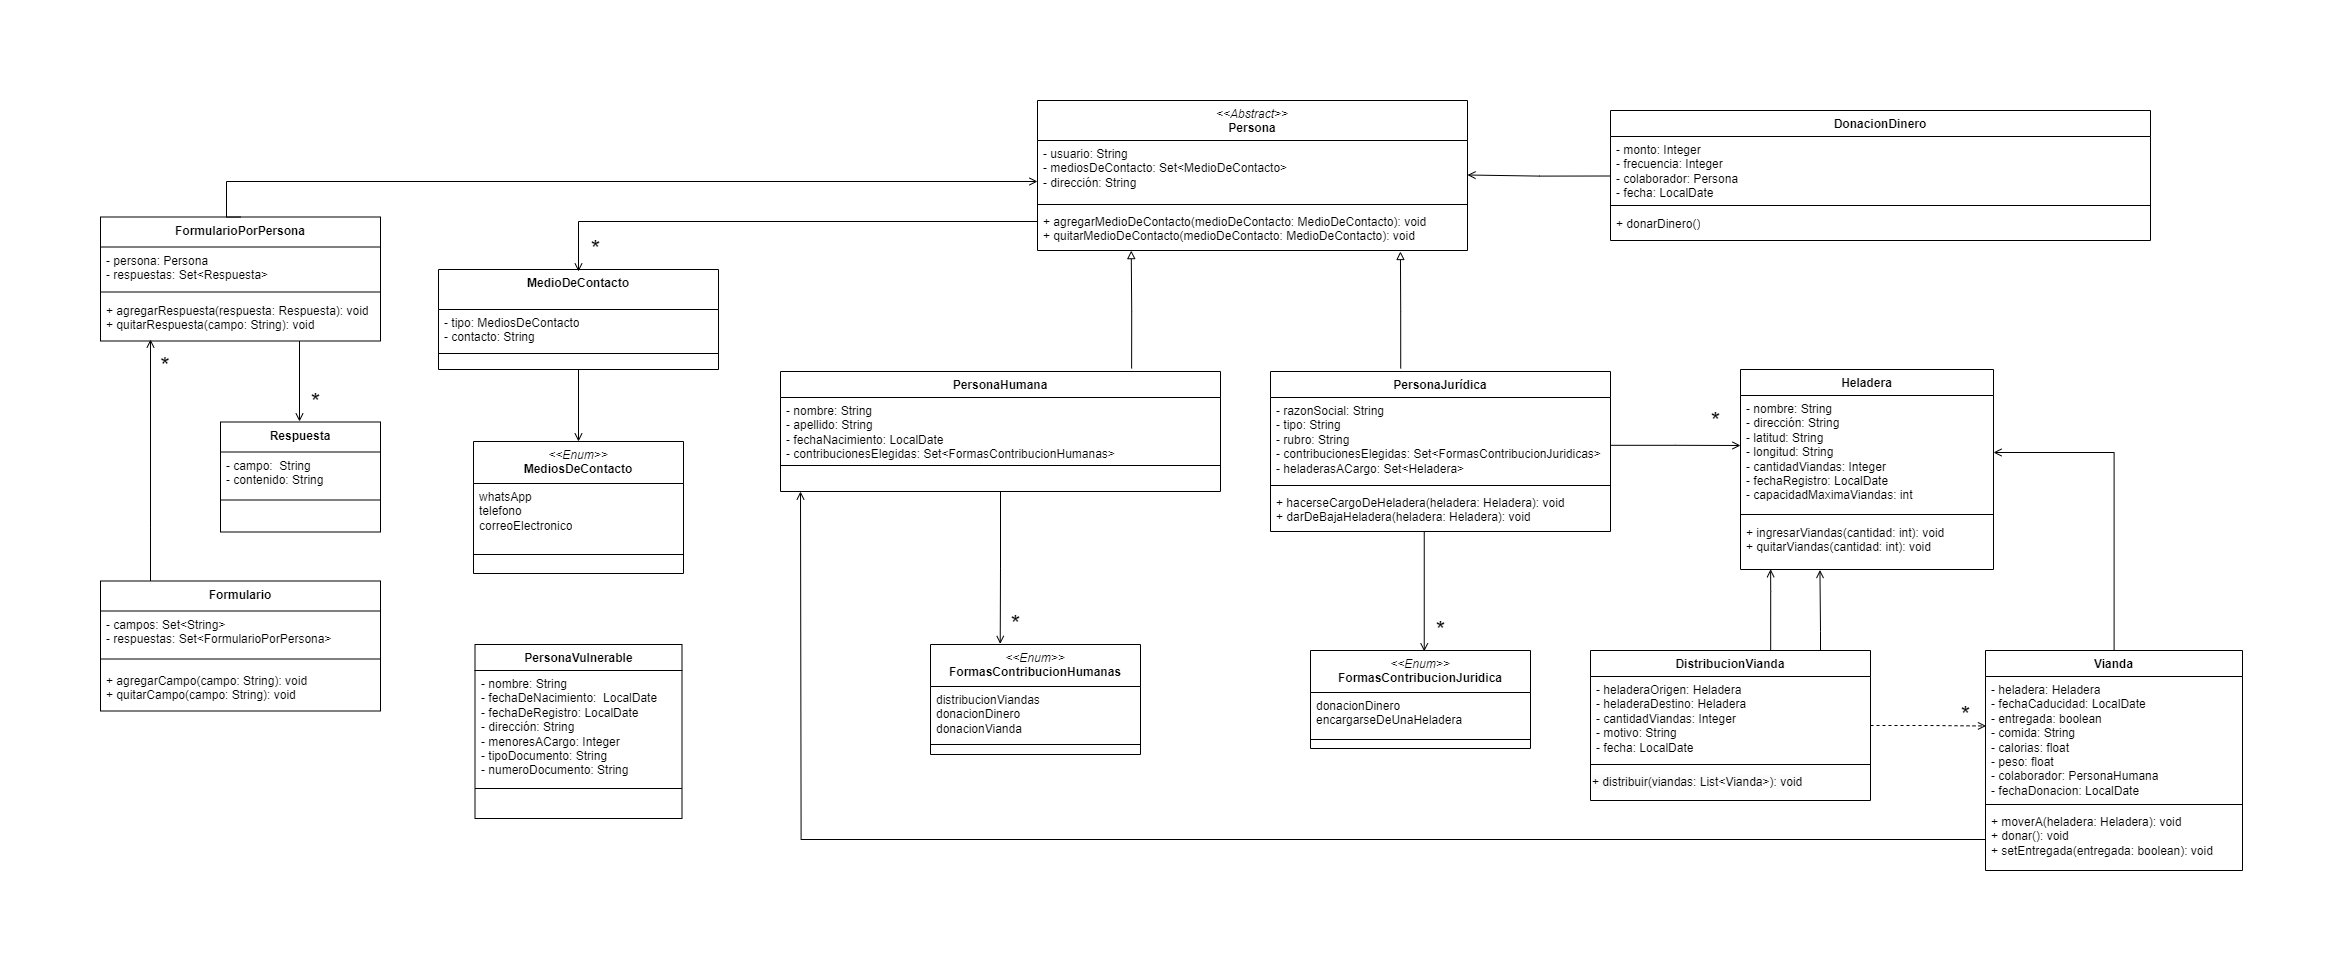 <<Abstract>>
Persona
- usuario: String
- mediosDeContacto: Set<MedioDeContacto>
- dirección: String
+ agregarMedioDeContacto(medioDeContacto: MedioDeContacto): void
+ quitarMedioDeContacto(medioDeContacto: MedioDeContacto): void
DonacionDinero
- monto: Integer
- frecuencia: Integer
- colaborador: Persona
- fecha: LocalDate
+ donarDinero()
FormularioPorPersona
- persona: Persona
- respuestas: Set<Respuesta>
+ agregarRespuesta(respuesta: Respuesta): void
+ quitarRespuesta(campo: String): void
*
*
*
MedioDeContacto
- tipo: MediosDeContacto
- contacto: String
PersonaHumana
- nombre: String
- apellido: String
- fechaNacimiento: LocalDate
- contribucionesElegidas: Set<FormasContribucionHumanas>
PersonaJurídica
- razonSocial: String
- tipo: String
- rubro: String
- contribucionesElegidas: Set<FormasContribucionJuridicas>
- heladerasACargo: Set<Heladera>
+ hacerseCargoDeHeladera(heladera: Heladera): void
+ darDeBajaHeladera(heladera: Heladera): void
*
Heladera
- nombre: String
- dirección: String
- latitud: String
- longitud: String
- cantidadViandas: Integer
- fechaRegistro: LocalDate
- capacidadMaximaViandas: int
+ ingresarViandas(cantidad: int): void
+ quitarViandas(cantidad: int): void
Respuesta
- campo:  String
- contenido: String
<<Enum>>
MediosDeContacto
whatsApp
telefono
correoElectronico
Formulario
- campos: Set<String>
- respuestas: Set<FormularioPorPersona>
+ agregarCampo(campo: String): void
+ quitarCampo(campo: String): void
PersonaVulnerable
- nombre: String
- fechaDeNacimiento:  LocalDate
- fechaDeRegistro: LocalDate
- dirección: String
- menoresACargo: Integer
- tipoDocumento: String
- numeroDocumento: String
*
<<Enum>>
FormasContribucionHumanas
distribucionViandas
donacionDinero
donacionVianda
*
<<Enum>>
FormasContribucionJuridica
donacionDinero
encargarseDeUnaHeladera
DistribucionVianda
- heladeraOrigen: Heladera
- heladeraDestino: Heladera
- cantidadViandas: Integer
- motivo: String
- fecha: LocalDate
+ distribuir(viandas: List<Vianda>): void
*
Vianda
- heladera: Heladera
- fechaCaducidad: LocalDate
- entregada: boolean
- comida: String
- calorias: float
- peso: float
- colaborador: PersonaHumana
- fechaDonacion: LocalDate
+ moverA(heladera: Heladera): void
+ donar(): void
+ setEntregada(entregada: boolean): void